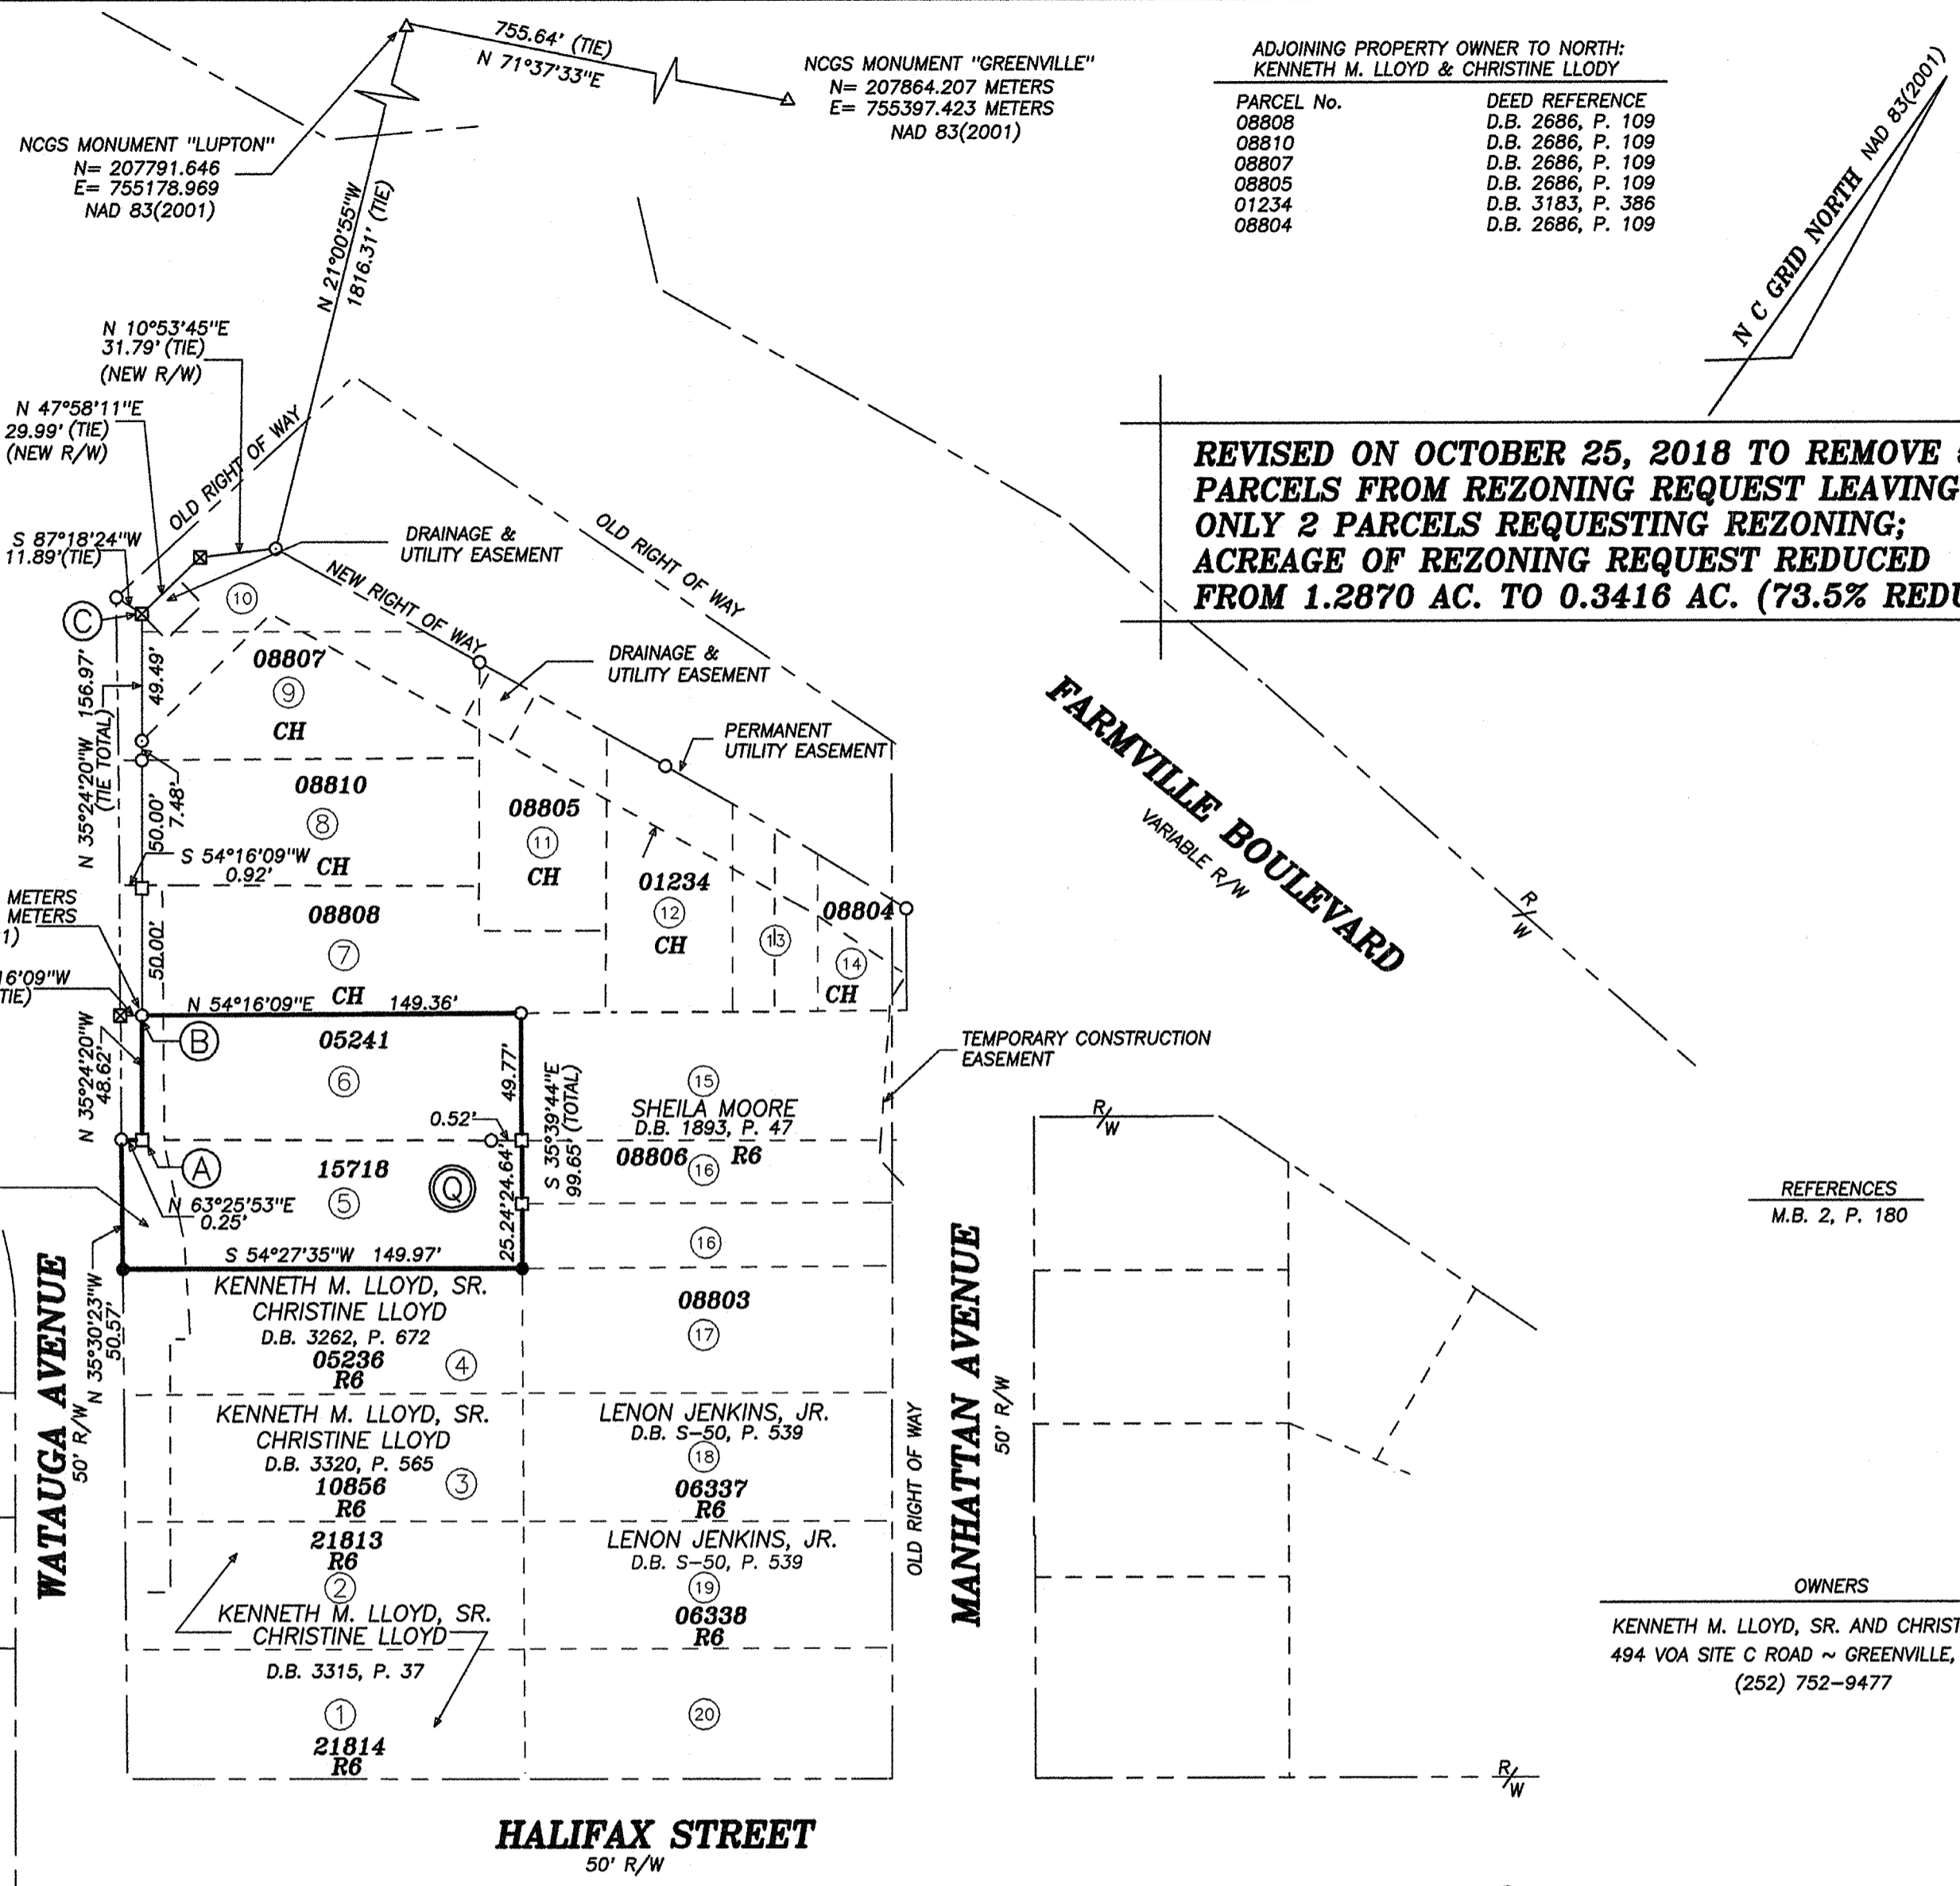 755.64' (TIE)
N 71°37'33"E
NCGS MONUMENT "GREENVILLE"
N= 207864.207 METERS
E= 755397.423 METERS
NAD 83(2001)
ADJOINING PROPERTY OWNER TO NORTH:
KENNETH M. LLOYD & CHRISTINE LLODY
PARCEL No. DEED REFERENCE
08808 D.B. 2686, P. 109
08810 D.B. 2686, P. 109
08807 D.B. 2686, P. 109
08805 D.B. 2686, P. 109
01234 D.B. 3183, P. 386
08804 D.B. 2686, P. 109
N C GRID NORTH NAD 83(2001)
NCGS MONUMENT "LUPTON"
N= 207791.646
E= 755178.969
NAD 83(2001)
N 21°00'55"W
1816.31' (TIE)
N 10°53'45"E
31.79' (TIE)
(NEW R/W)
N 47°58'11"E
29.99' (TIE)
(NEW R/W)
S 87°18'24"W
11.89'(TIE)
OLD RIGHT OF WAY
DRAINAGE &
UTILITY EASEMENT
OLD RIGHT OF WAY
NEW RIGHT OF WAY
REVISED ON OCTOBER 25, 2018 TO REMOVE
PARCELS FROM REZONING REQUEST LEAVING
ONLY 2 PARCELS REQUESTING REZONING;
ACREAGE OF REZONING REQUEST REDUCED
FROM 1.2870 AC. TO 0.3416 AC. (73.5% REDU
10
C
N 35°24'20"W 156.97'
(TIE TOTAL)
49.49'
08807
9
CH
DRAINAGE &
UTILITY EASEMENT
PERMANENT
UTILITY EASEMENT
7.48'
50.00'
08810
8
CH
S 54°16'09"W
0.92'
08805
11
CH
01234
12
CH
13
08804
14
CH
FARMVILLE BOULEVARD
VARIABLE R/W
R/W
METERS
METERS
1)
16'09"W
TIE)
50.00'
08808
7
CH
N 54°16'09"E 149.36'
B
05241
6
N 35°24'20"W
48.62'
49.77'
S 35°39'44"E
99.65' (TOTAL)
0.52'
A
15718
5
Q
N 63°25'53"E
0.25'
24.64'
25.24'
S 54°27'35"W 149.97'
15
SHEILA MOORE
D.B. 1893, P. 47
08806 R6
16
16
TEMPORARY CONSTRUCTION
EASEMENT
R/W
REFERENCES
M.B. 2, P. 180
WATAUGA AVENUE
50' R/W
N 35°30'23"W
50.57'
KENNETH M. LLOYD, SR.
CHRISTINE LLOYD
D.B. 3262, P. 672
05236
4
R6
08803
17
KENNETH M. LLOYD, SR.
CHRISTINE LLOYD
D.B. 3320, P. 565
10856
3
R6
LENON JENKINS, JR.
D.B. S-50, P. 539
18
06337
R6
21813
R6
2
KENNETH M. LLOYD, SR.
CHRISTINE LLOYD
D.B. 3315, P. 37
1
21814
R6
LENON JENKINS, JR.
D.B. S-50, P. 539
19
06338
R6
20
OLD RIGHT OF WAY
MANHATTAN AVENUE
50' R/W
OWNERS
KENNETH M. LLOYD, SR. AND CHRIST
494 VOA SITE C ROAD ~ GREENVILLE,
(252) 752-9477
R/W
HALIFAX STREET
50' R/W